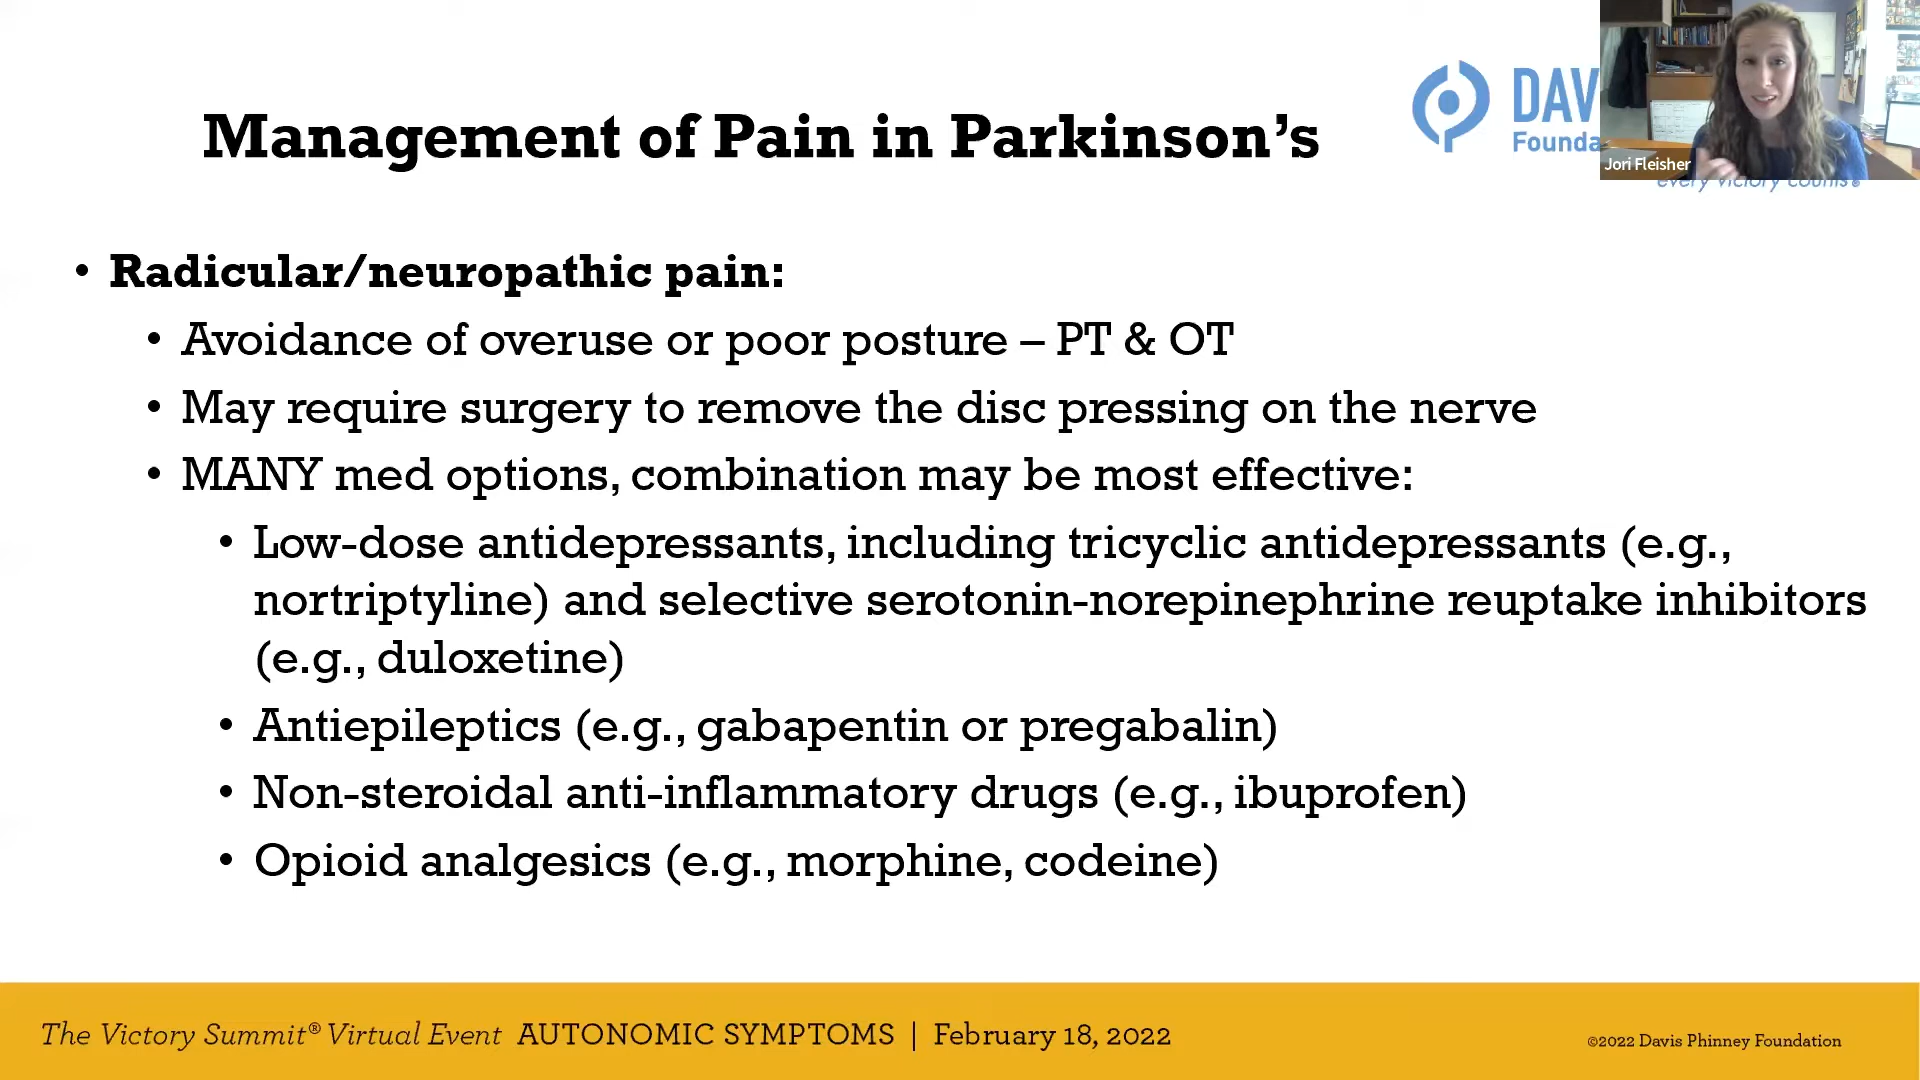 Management of Pain in Parkinson’s
DAV
Founda
Jori Fleisher
every victory counts®
• Radicular/neuropathic pain:
• Avoidance of overuse or poor posture – PT & OT
• May require surgery to remove the disc pressing on the nerve
• MANY med options, combination may be most effective:
• Low-dose antidepressants, including tricyclic antidepressants (e.g.,
nortriptyline) and selective serotonin-norepinephrine reuptake inhibitors
(e.g., duloxetine)
• Antiepileptics (e.g., gabapentin or pregabalin)
• Non-steroidal anti-inflammatory drugs (e.g., ibuprofen)
• Opioid analgesics (e.g., morphine, codeine)
The Victory Summit® Virtual Event AUTONOMIC SYMPTOMS | February 18, 2022
©2022 Davis Phinney Foundation